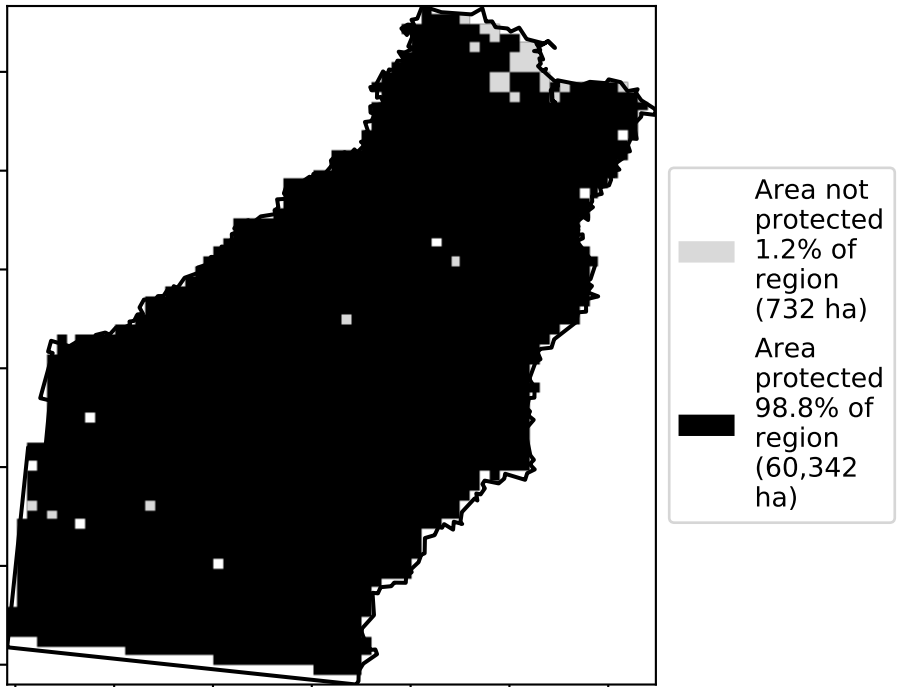 Area not
protected
1.2% of
region
(732 ha)
Area
protected
98.8% of
region
(60,342
ha)